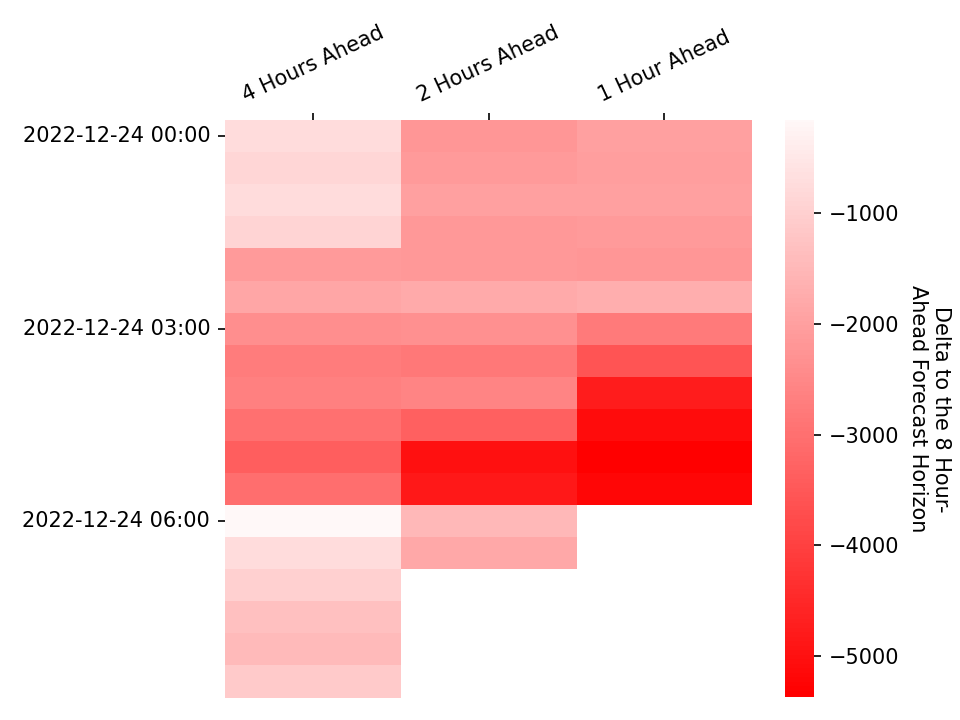 4 Hours Ahead
2 Hours Ahead
1 Hour Ahead
2022-12-24 00:00
2022-12-24 03:00
2022-12-24 06:00
−1000
−2000
−3000
−4000
−5000
Delta to the 8 Hour-
Ahead Forecast Horizon